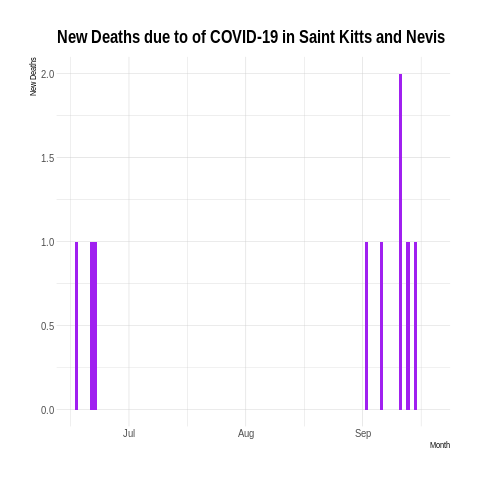 New Deaths due to of COVID-19 in Saint Kitts and Nevis
New Deaths
2.0
1.5
1.0
0.5
0.0
Jul Aug Sep
Month